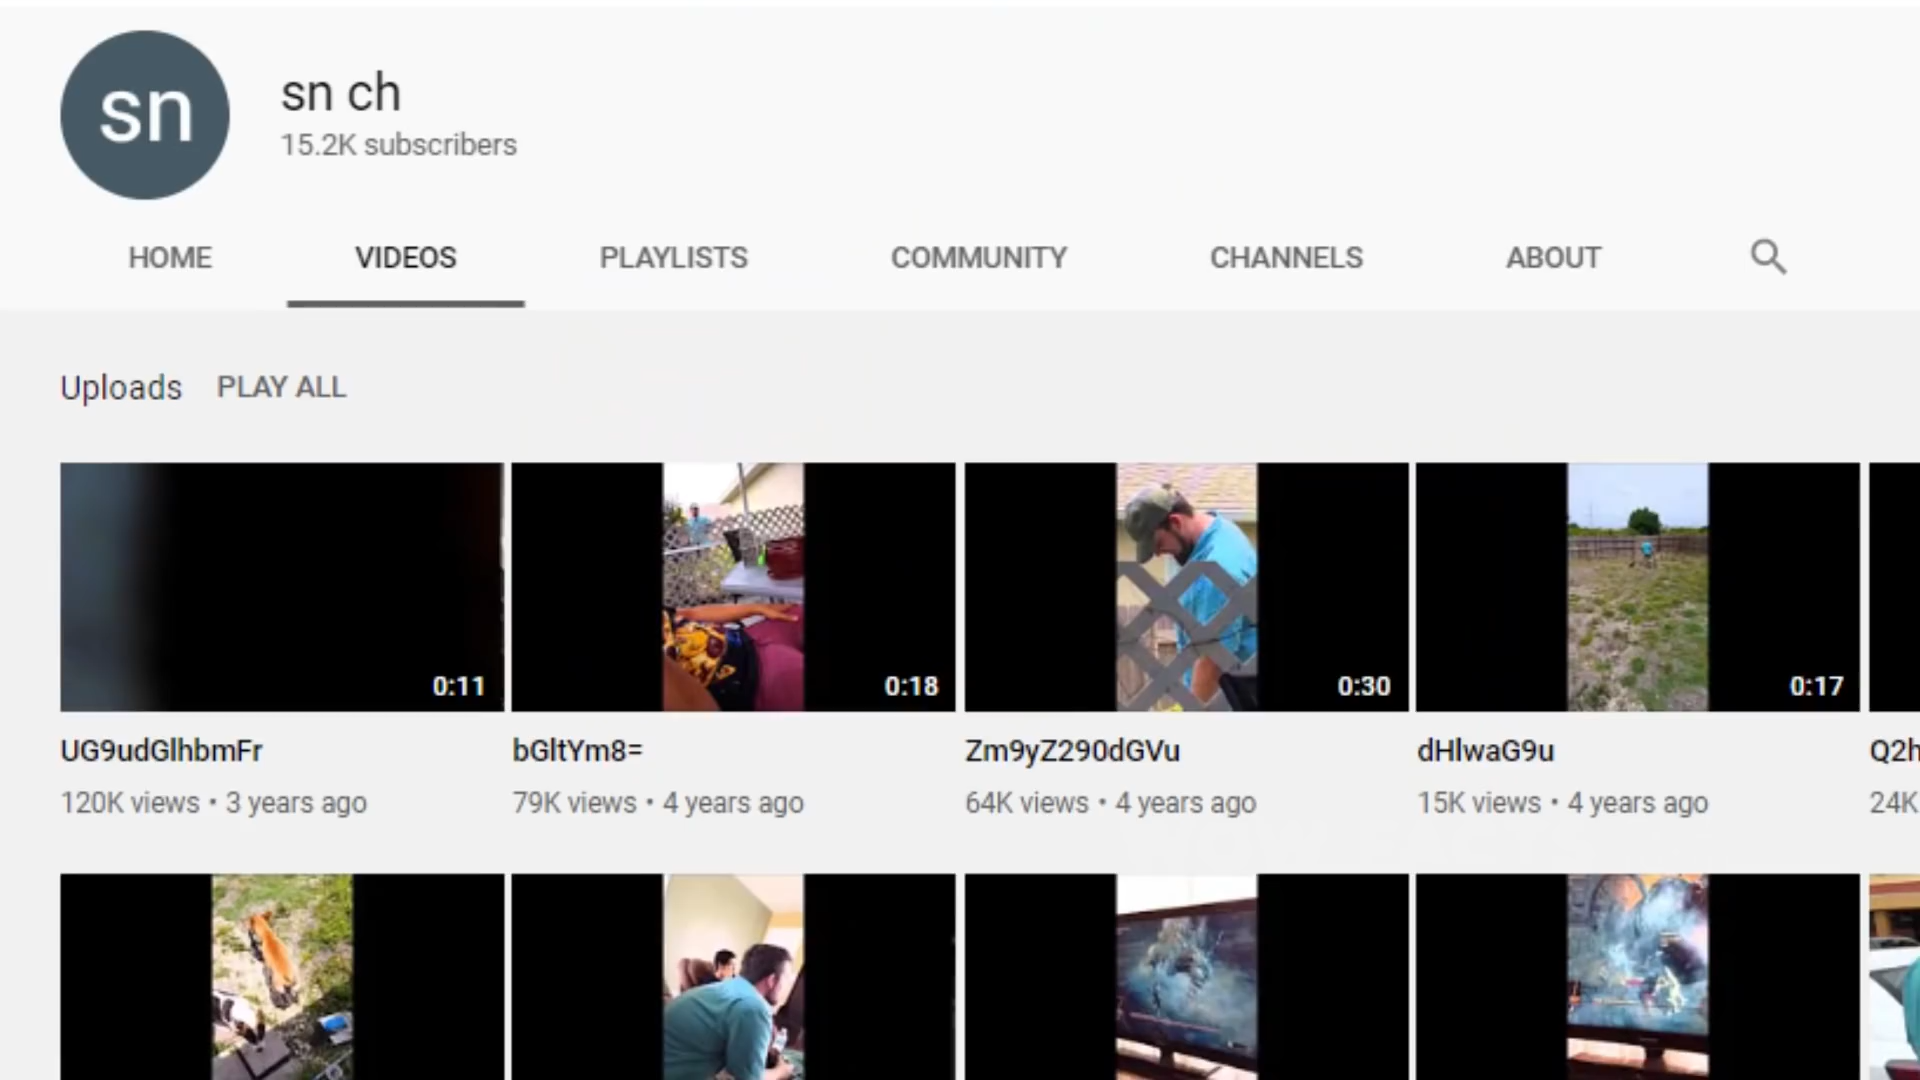 sn
sn ch
15.2K subscribers
HOME VIDEOS PLAYLISTS COMMUNITY CHANNELS ABOUT
Uploads PLAY ALL
0:11 0:18 0:30 0:17
UG9udGlhbmFr bGltYm8= Zm9yZ290dGVu dHlwaG9u Q2h
120K views • 3 years ago 79K views • 4 years ago 64K views • 4 years ago 15K views • 4 years ago 24K